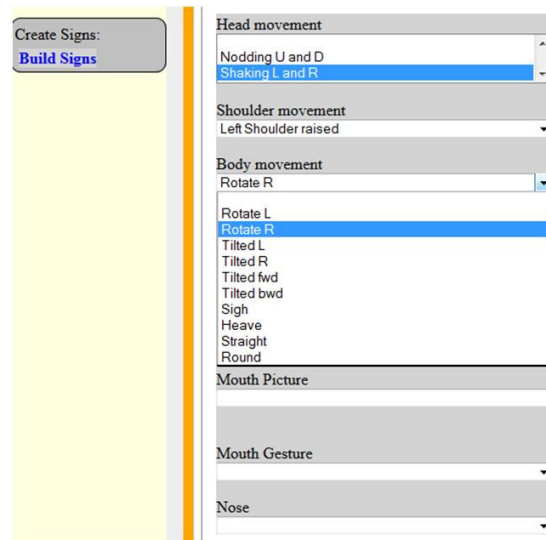 Create Signs:
Build Signs
Head movement
Nodding U and D
Shaking L and R
Shoulder movement
Left Shoulder raised
Body movement
Rotate R
Rotate L
Rotate R
Tilted L
Tilted R
Tilted fwd
Tilted bwd
Sigh
Heave
Straight
Round
Mouth Picture
Mouth Gesture
Nose